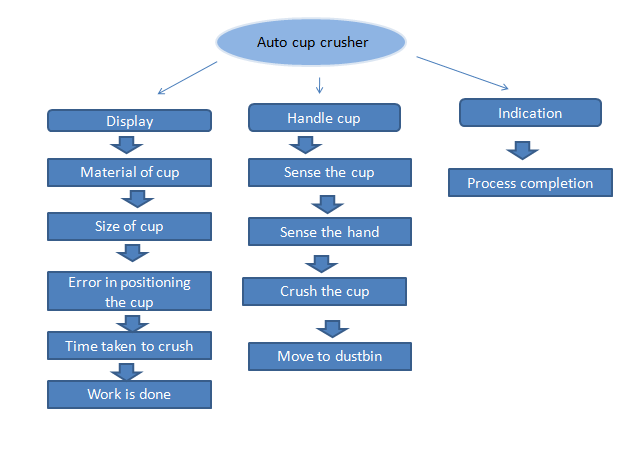 Auto cup crusher
Display
Material of cup
Size of cup
Error in positioning
the cup
Time taken to crush
Work is done
Handle cup
Sense the cup
Sense the hand
Crush the cup
Move to dustbin
Indication
Process completion